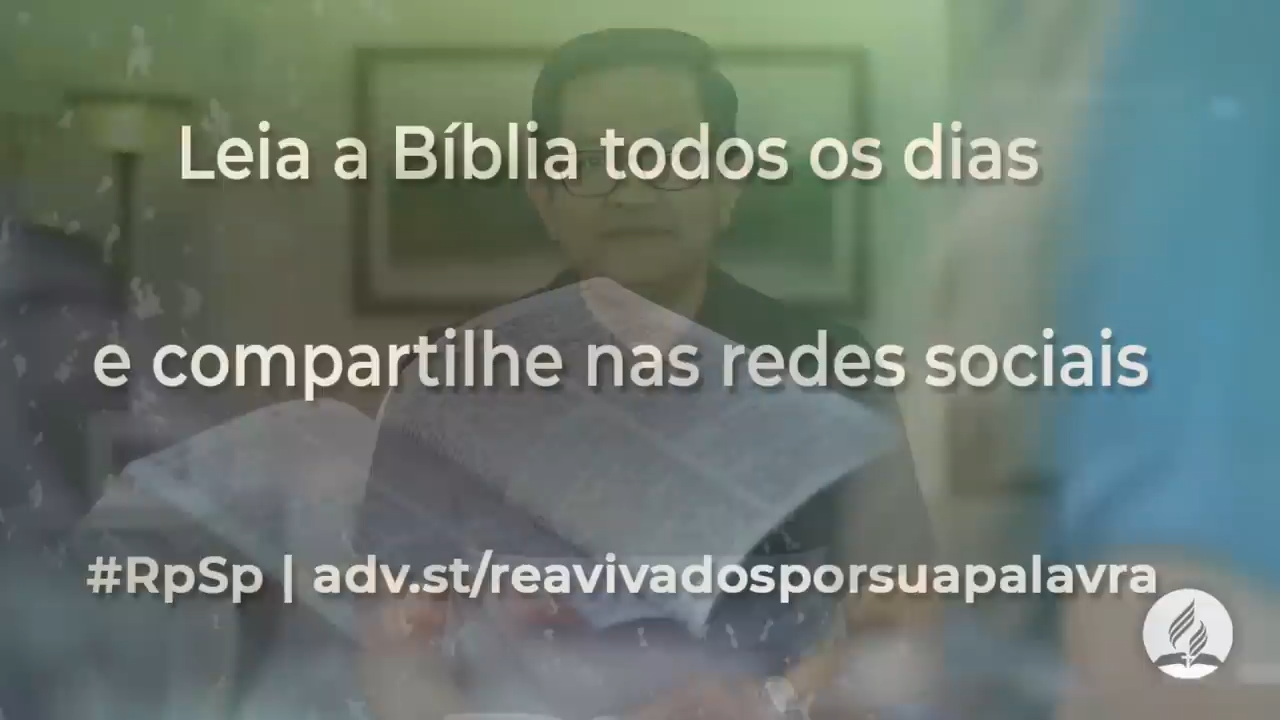 Leia a Bíblia todos os dias
e compartilhe nas redes sociais
#RpSp | adv.st/reavivadosporsuapalavra